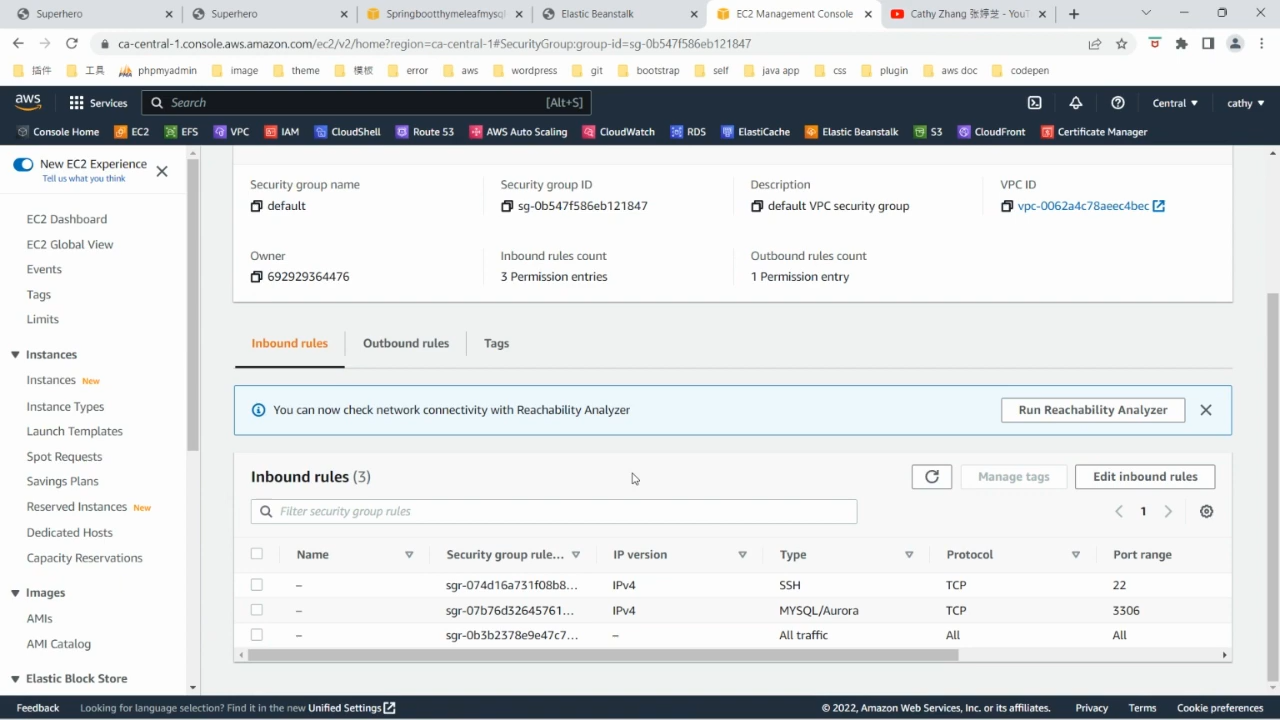 Superhero
Superhero
Springbootthymeleafmysql
Elastic Beanstalk
EC2 Management Console
Cathy Zhang 张婷芝 - YouT
ca-central-1.console.aws.amazon.com/ec2/v2/home?region=ca-central-1#SecurityGroup:group-id=sg-0b547f586eb121847
插件 工具 phpmyadmin image theme 模板 error aws wordpress git bootstrap self java app css plugin aws doc codepen
aws Services Search [Alt+S] Central cathy
Console Home EC2 EFS VPC IAM CloudShell Route 53 AWS Auto Scaling CloudWatch RDS ElastiCache Elastic Beanstalk S3 CloudFront Certificate Manager
New EC2 Experience
Tell us what you think
EC2 Dashboard
EC2 Global View
Events
Tags
Limits
Instances
Instances New
Instance Types
Launch Templates
Spot Requests
Savings Plans
Reserved Instances New
Dedicated Hosts
Capacity Reservations
Images
AMIs
AMI Catalog
Elastic Block Store
Security group name Security group ID Description VPC ID
default sg-0b547f586eb121847 default VPC security group vpc-0062a4c78aeec4bec
Owner Inbound rules count Outbound rules count
692929364476 3 Permission entries 1 Permission entry
Inbound rules Outbound rules Tags
You can now check network connectivity with Reachability Analyzer Run Reachability Analyzer
Inbound rules (3) Manage tags Edit inbound rules
Filter security group rules 1
Name Security group rule... IP version Type Protocol Port range
– sgr-074d16a731f08b8... IPv4 SSH TCP 22
– sgr-07b76d32645761... IPv4 MYSQL/Aurora TCP 3306
– sgr-0b3b2378e9e47c7... – All traffic All All
Feedback Looking for language selection? Find it in the new Unified Settings © 2022, Amazon Web Services, Inc. or its affiliates. Privacy Terms Cookie preferences